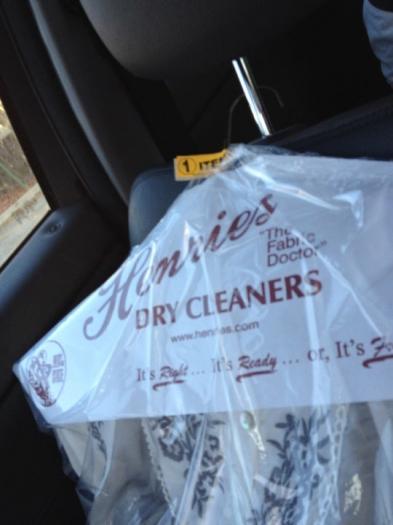 1 ITEM
Henries
"The
Fabric
Doctor"
DRY CLEANERS
www.henries.com
It's Right... It's Ready... or, It's